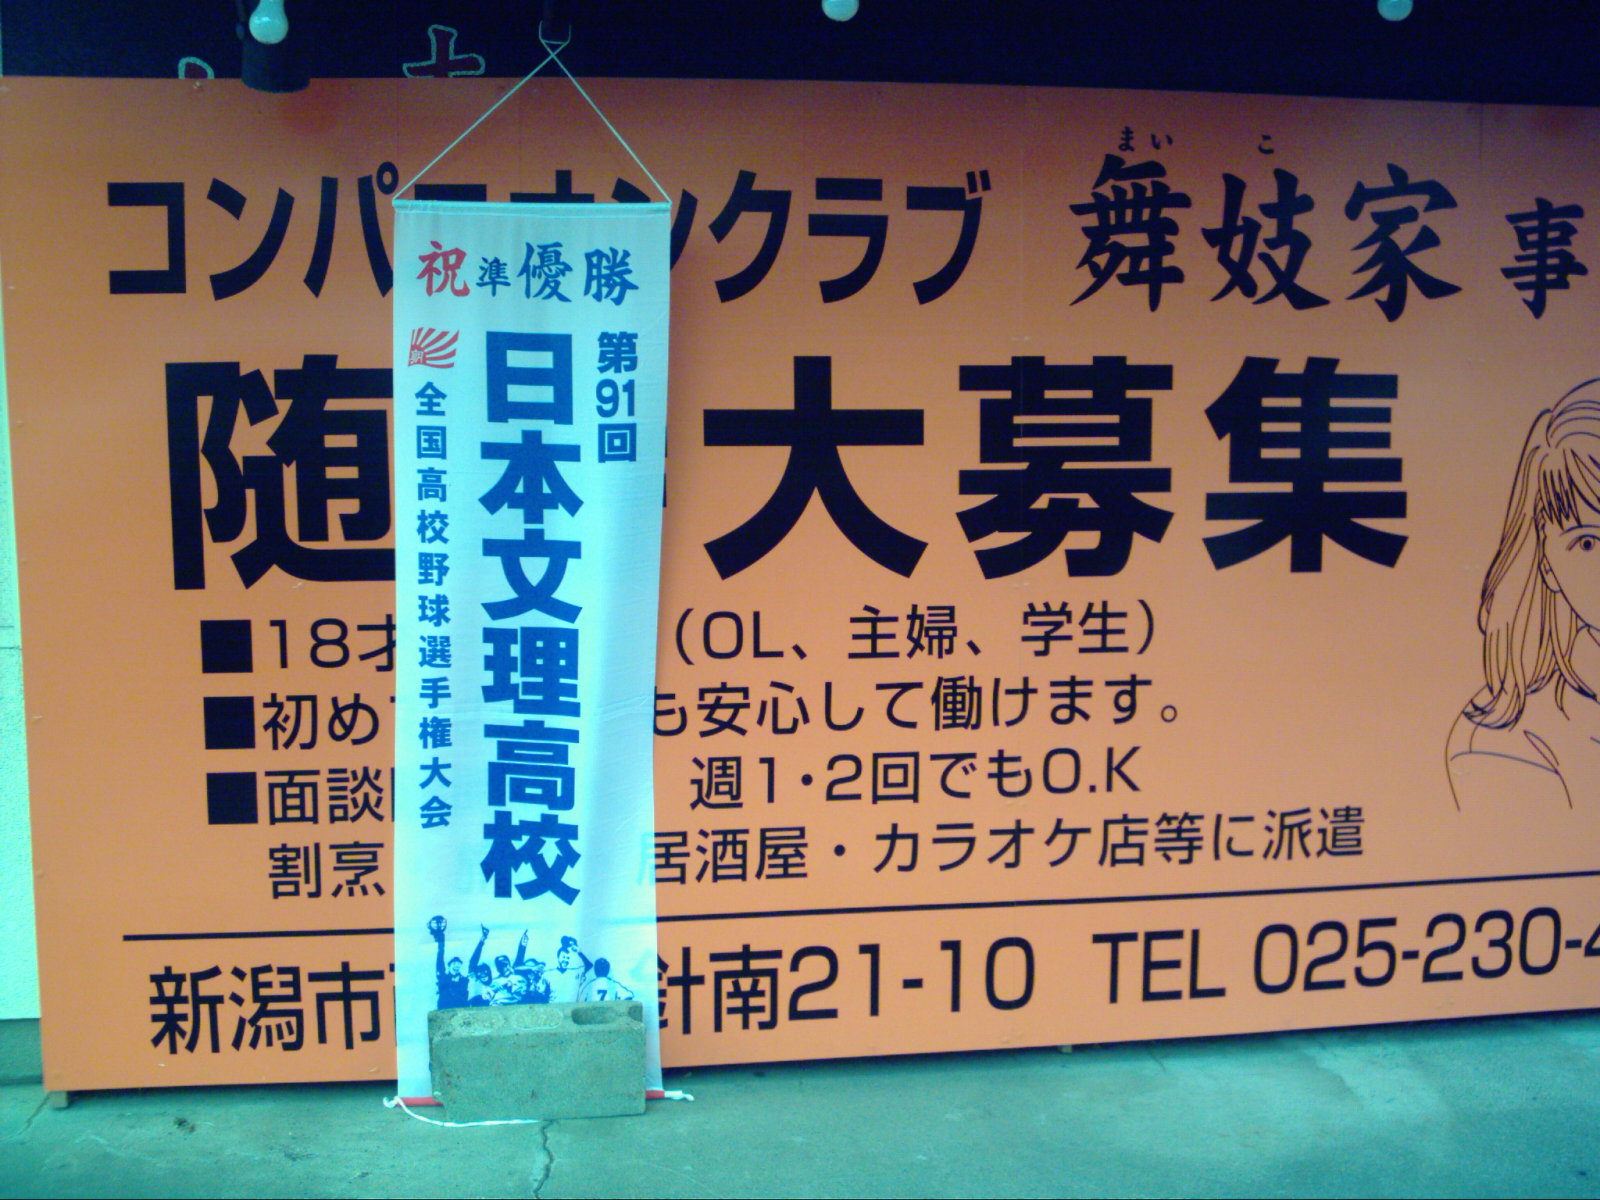 まいこ
コンパ ンクラブ 舞妓家 事
随 大募集
■18才 （OL、主婦、学生）
■初め も安心して働けます。
■面談 週1・2回でもO.K
割烹 居酒屋・カラオケ店等に派遣
新潟市 針南21-10 TEL 025-230-4
祝準優勝
第91回
日本文理高校
朝
全国高校野球選手権大会
7